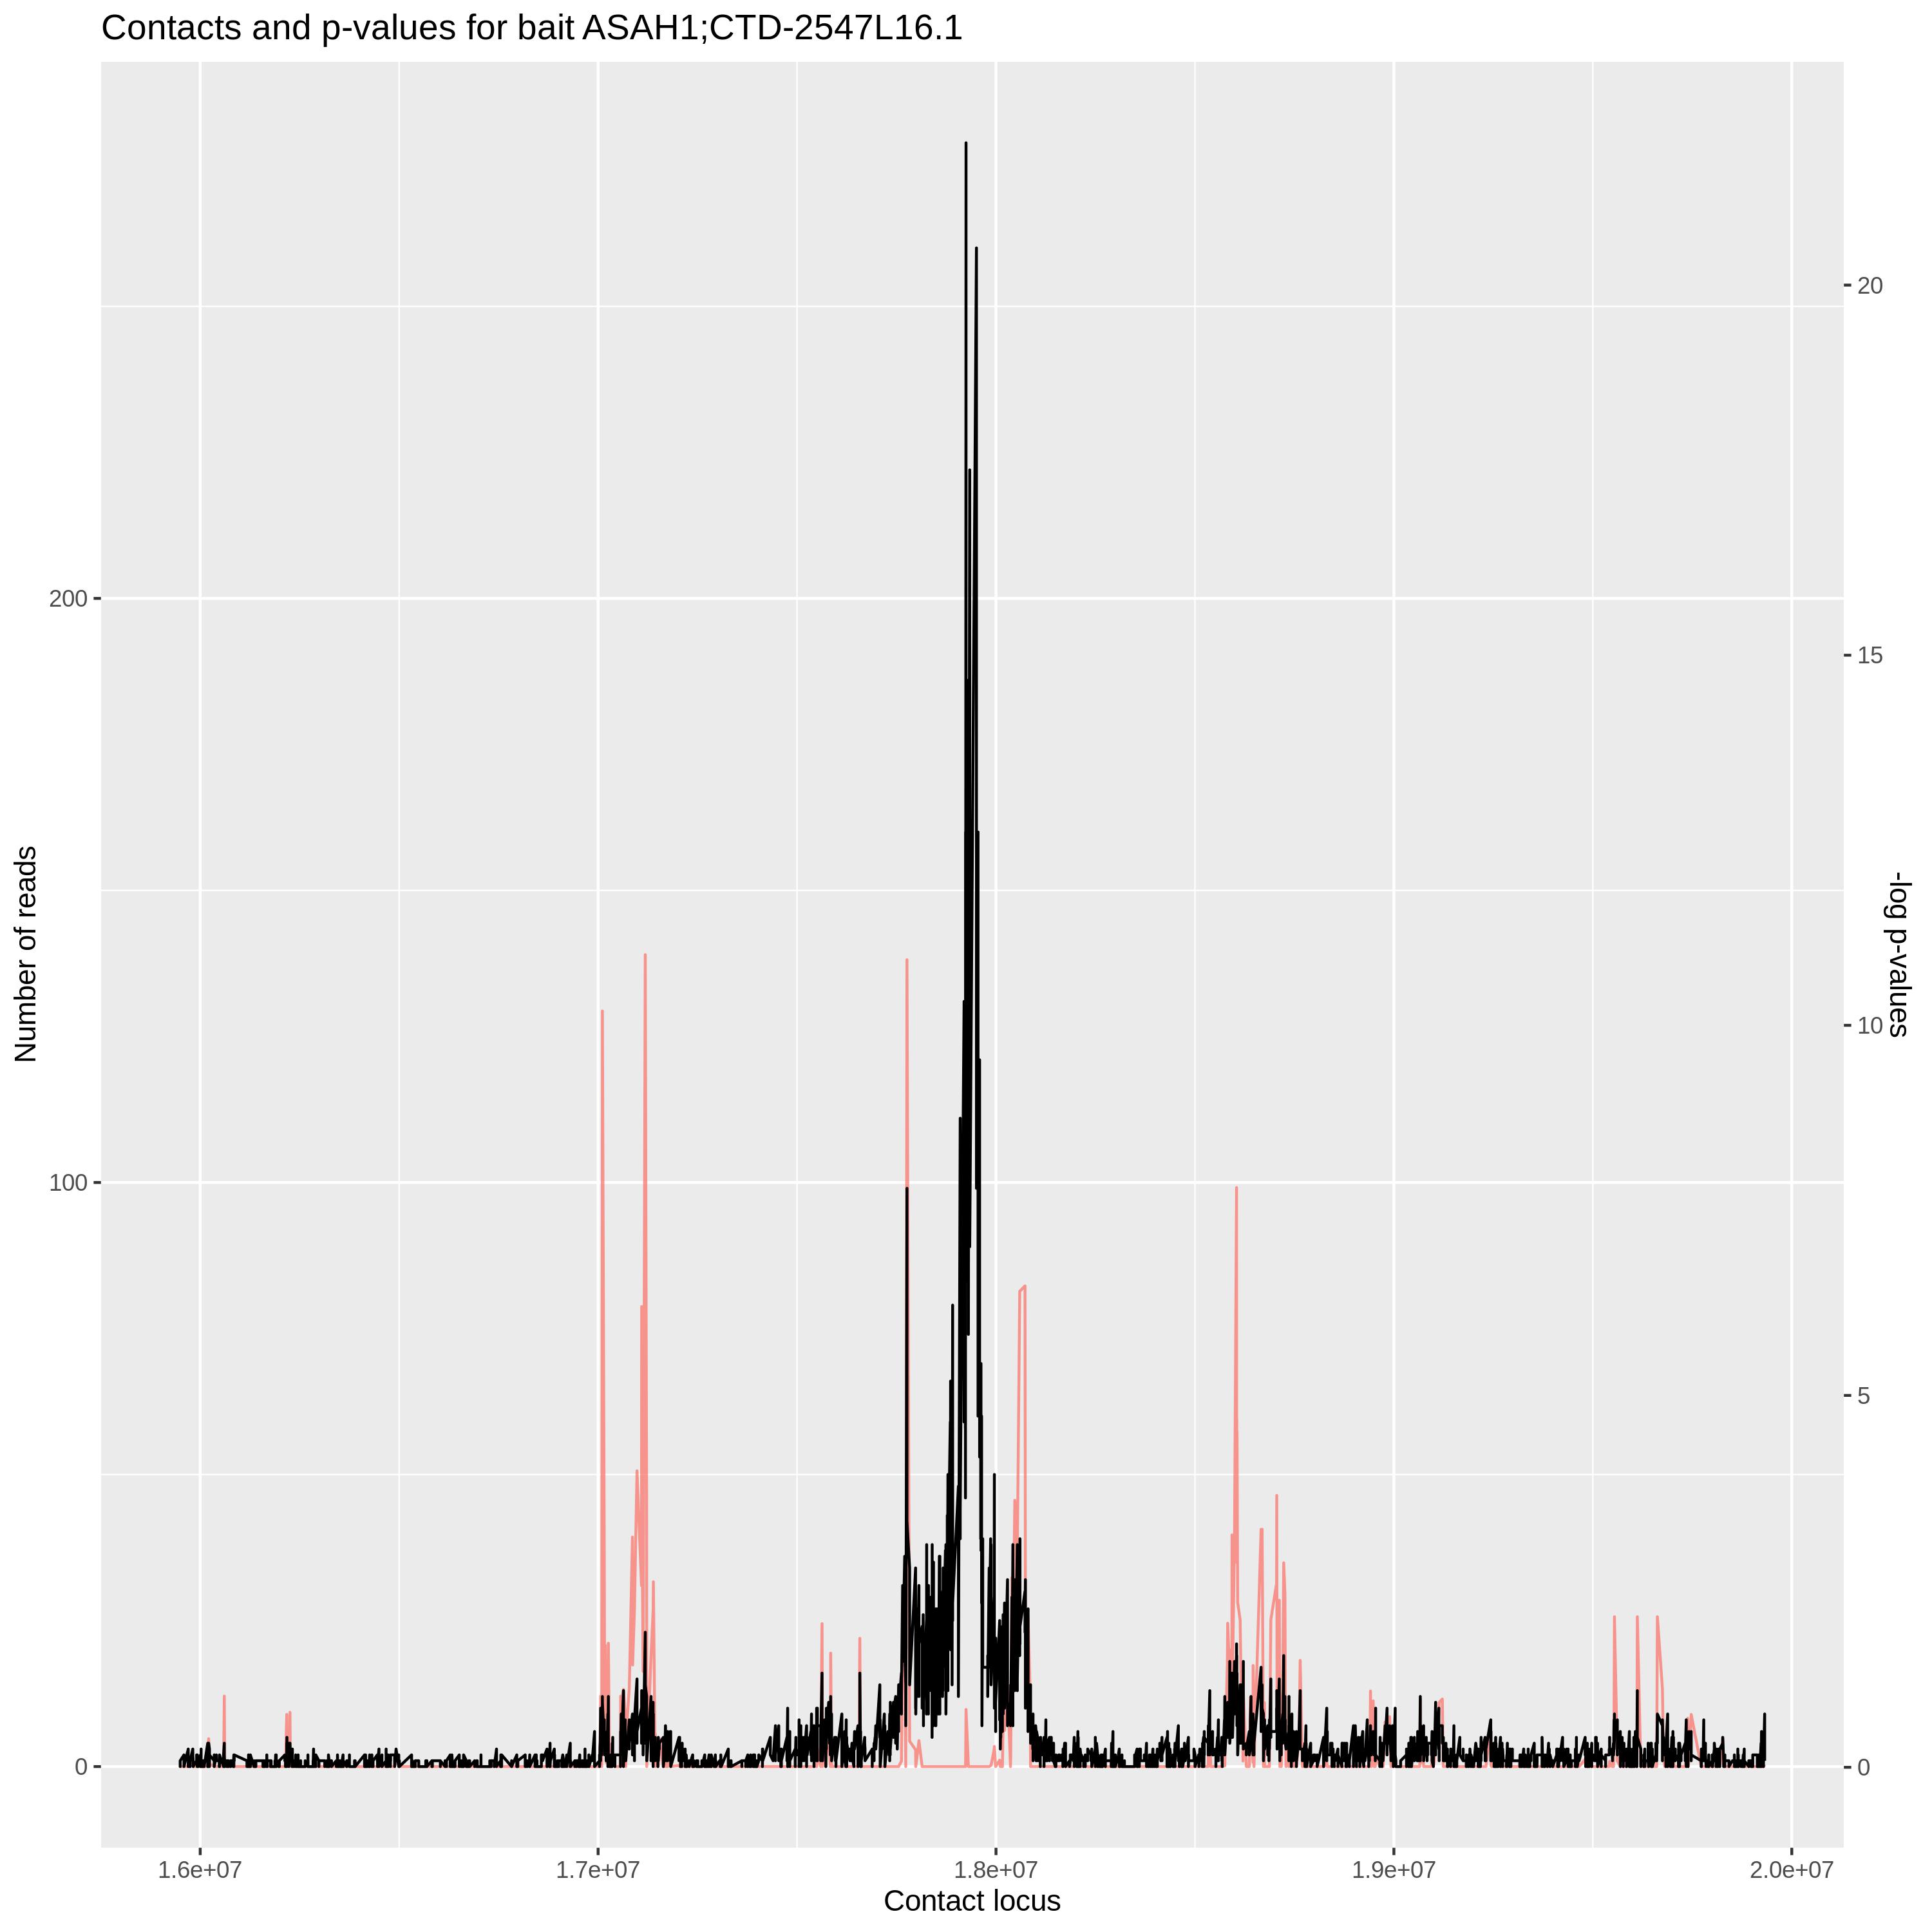 Contacts and p-values for bait ASAH1;CTD-2547L16.1
Number of reads
200
100
0
20
15
10
5
0
-log p-values
1.6e+07
1.7e+07
1.8e+07
1.9e+07
2.0e+07
Contact locus